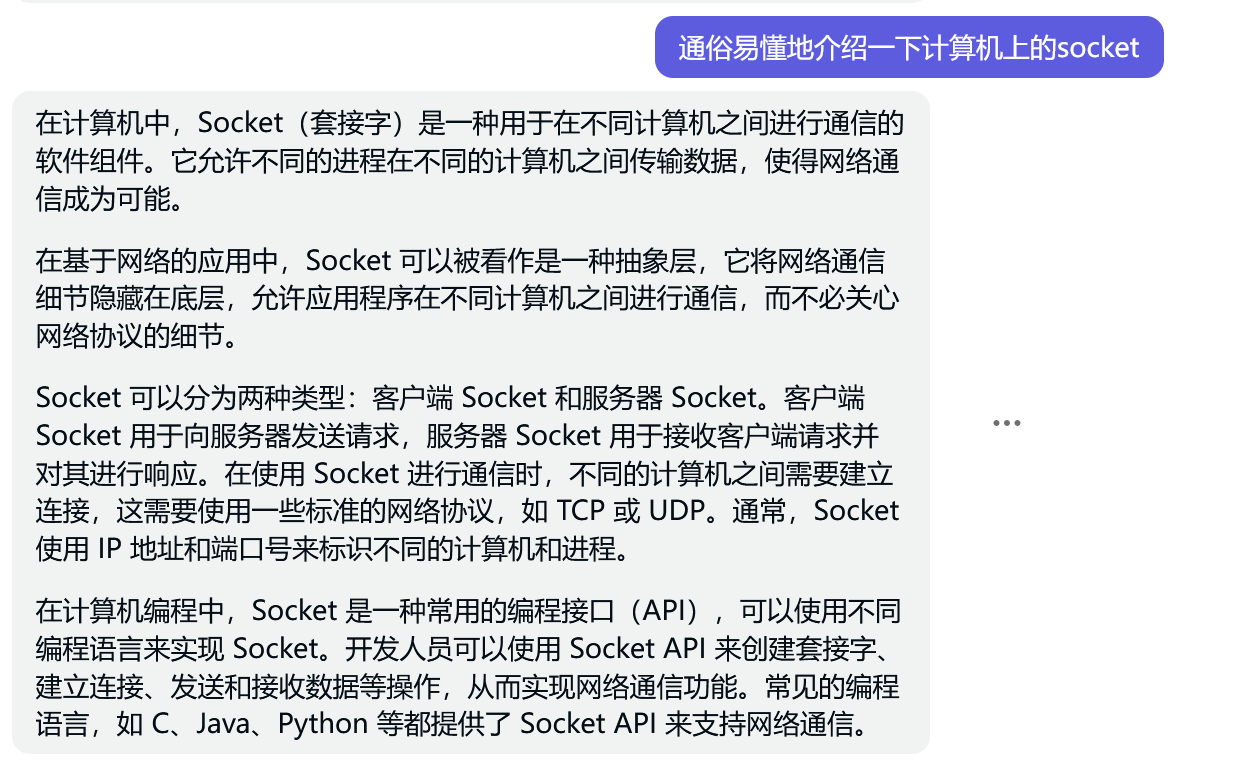 通俗易懂地介绍一下计算机上的socket
在计算机中，Socket（套接字）是一种用于在不同计算机之间进行通信的
软件组件。它允许不同的进程在不同的计算机之间传输数据，使得网络通
信成为可能。
在基于网络的应用中，Socket 可以被看作是一种抽象层，它将网络通信
细节隐藏在底层，允许应用程序在不同计算机之间进行通信，而不必关心
网络协议的细节。
Socket 可以分为两种类型：客户端 Socket 和服务器 Socket。客户端
Socket 用于向服务器发送请求，服务器 Socket 用于接收客户端请求并
对其进行响应。在使用 Socket 进行通信时，不同的计算机之间需要建立
连接，这需要使用一些标准的网络协议，如 TCP 或 UDP。通常，Socket
使用 IP 地址和端口号来标识不同的计算机和进程。
在计算机编程中，Socket 是一种常用的编程接口（API），可以使用不同
编程语言来实现 Socket。开发人员可以使用 Socket API 来创建套接字、
建立连接、发送和接收数据等操作，从而实现网络通信功能。常见的编程
语言，如 C、Java、Python 等都提供了 Socket API 来支持网络通信。